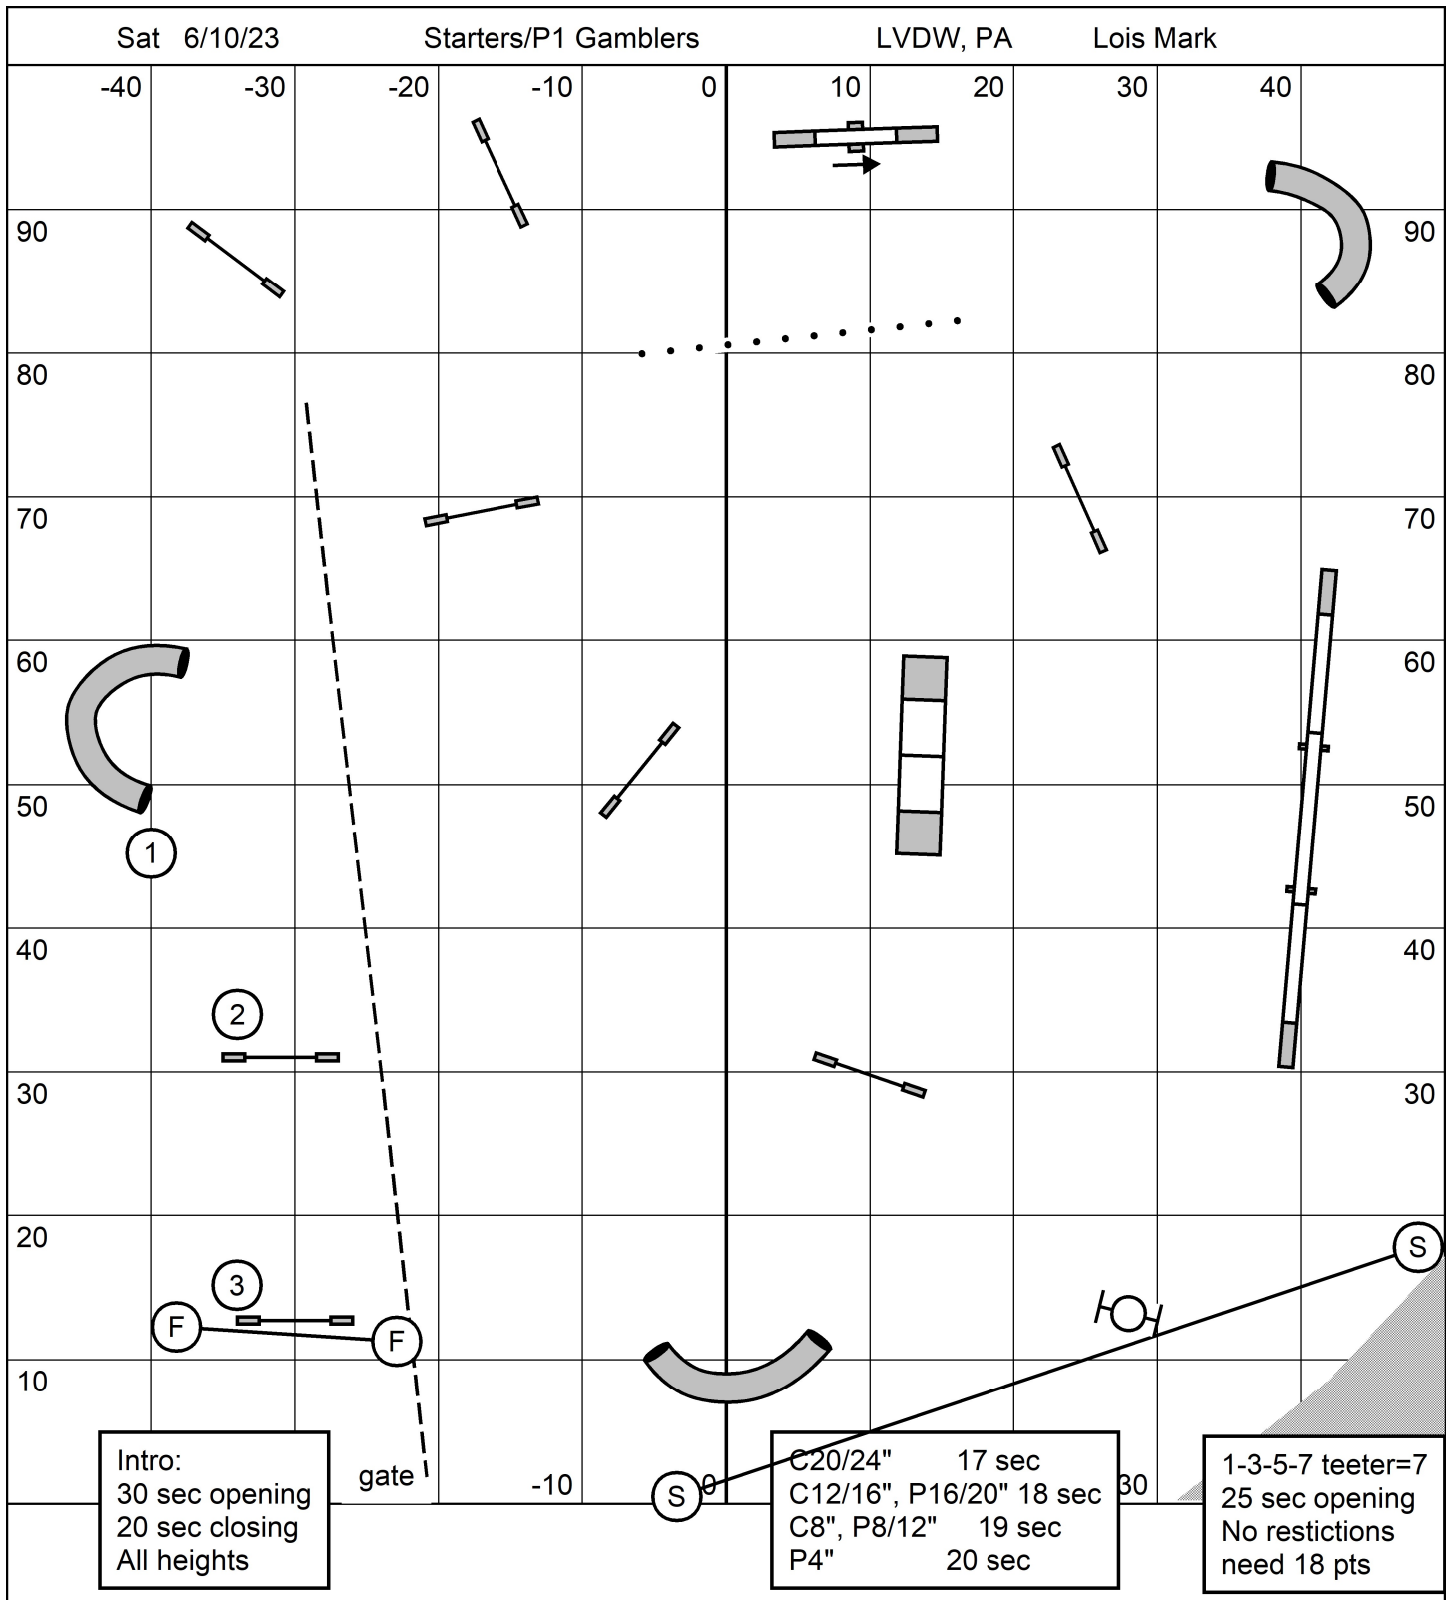 Sat 6/10/23 Starters/P1 Gamblers LVDW, PA Lois Mark
-40 -30 -20 -10 0 10 20 30 40
90 90
80 80
70 70
60 60
50 50
1
40 40
2
30 30
20
S
3
F F
10
Intro:
30 sec opening
20 sec closing
All heights
gate
-10 S 0
C20/24" 17 sec
C12/16", P16/20" 18 sec
C8", P8/12" 19 sec
P4" 20 sec
30
1-3-5-7 teeter=7
25 sec opening
No restictions
need 18 pts